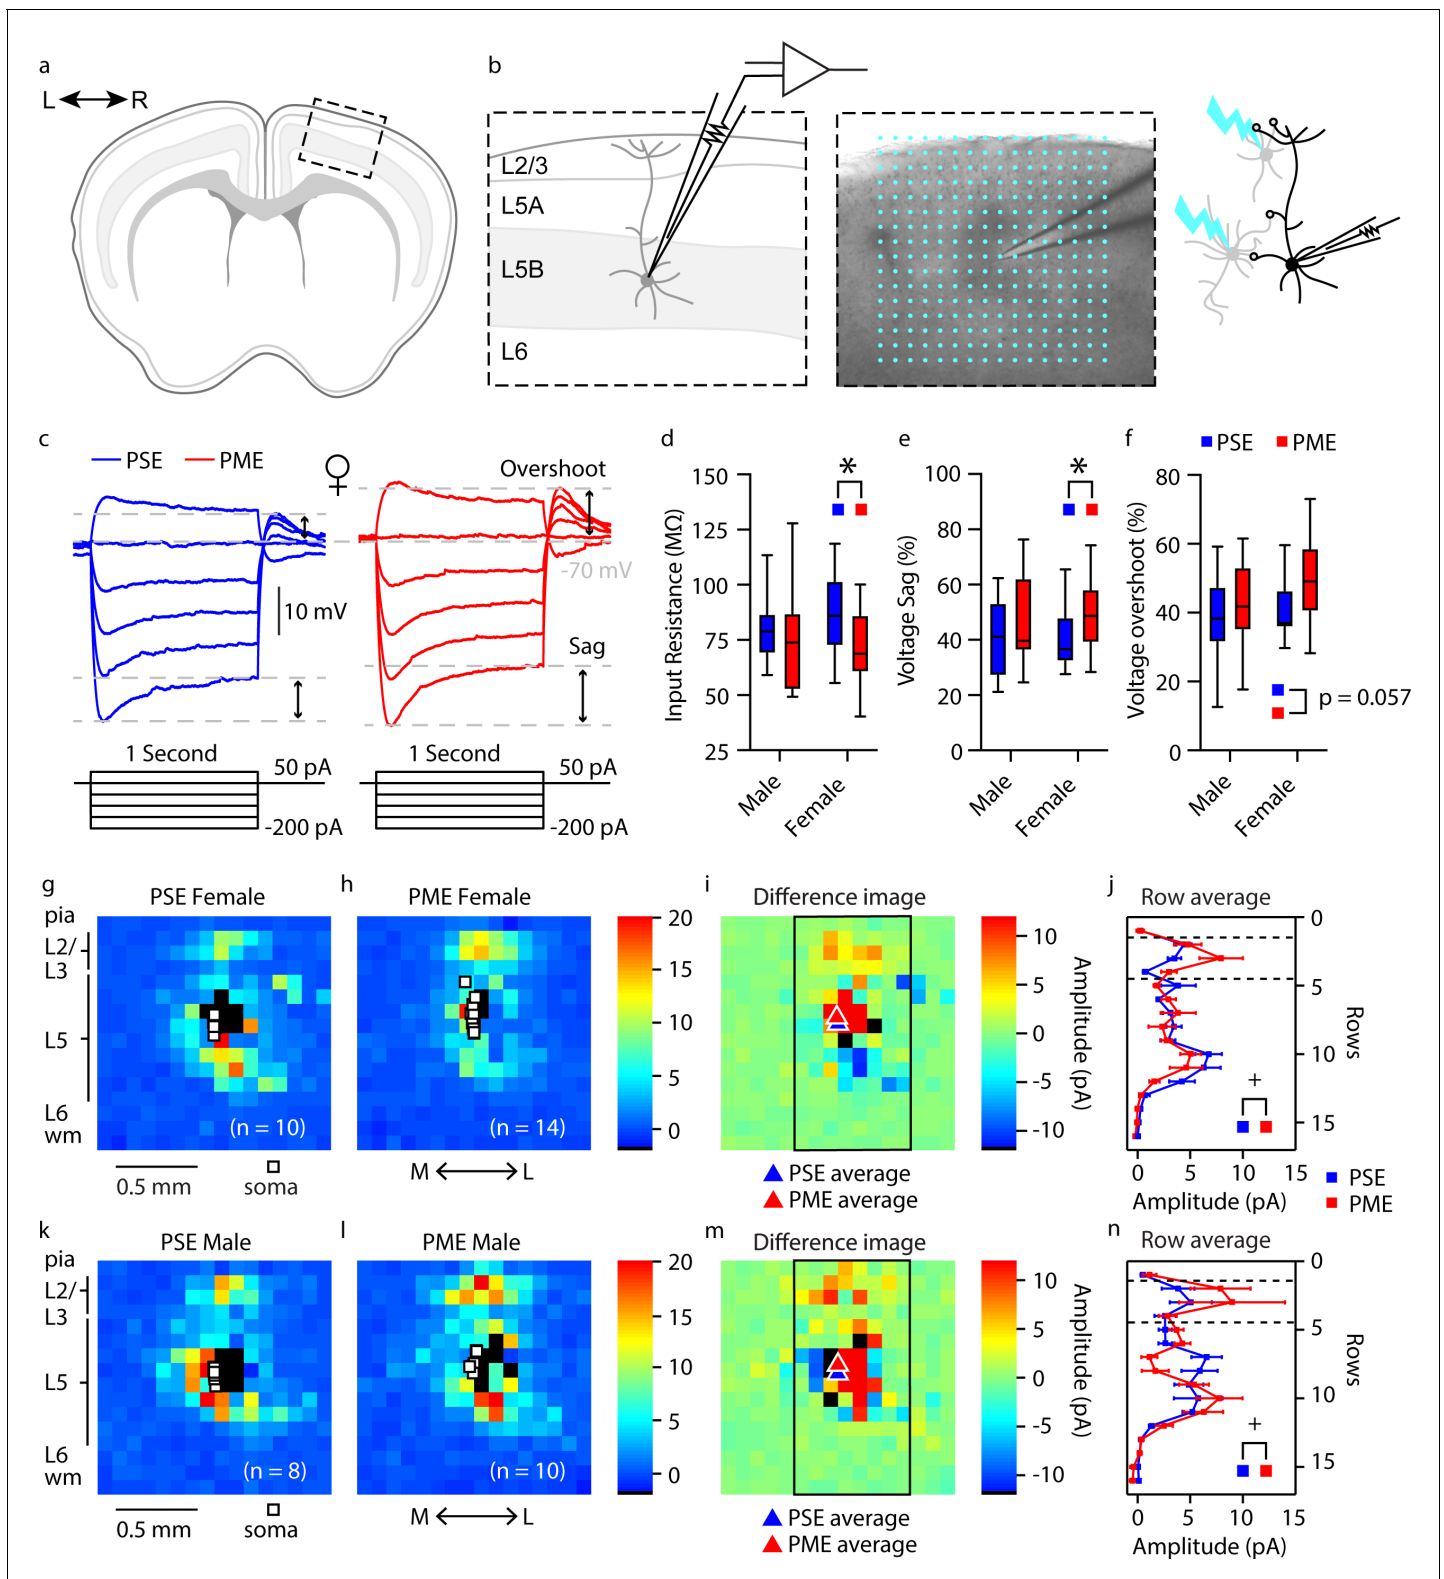 a
L R
b
L2/3
L5A
L5B
L6
c
PSE PME
♀
Overshoot
-70 mV
10 mV
Sag
1 Second
50 pA
-200 pA
1 Second
50 pA
-200 pA
d
*
150
125
100
75
50
25
Input Resistance (MΩ)
Male
Female
e
*
100
80
60
40
20
0
Voltage Sag (%)
Male
Female
f
PSE PME
80
60
40
20
0
Voltage overshoot (%)
p = 0.057
Male
Female
g
PSE Female
pia
L2/
L3
L5
L6
wm
(n = 10)
0.5 mm
soma
h
PME Female
(n = 14)
M L
20
15
10
5
0
i
Difference image
10
5
0
-5
-10
Amplitude (pA)
PSE average
PME average
j
Row average
0
5
10
15
Rows
+
0 5 10 15
Amplitude (pA)
PSE
PME
k
PSE Male
pia
L2/
L3
L5
L6
wm
(n = 8)
0.5 mm
soma
l
PME Male
(n = 10)
M L
20
15
10
5
0
m
Difference image
10
5
0
-5
-10
Amplitude (pA)
PSE average
PME average
n
Row average
0
5
10
15
Rows
+
0 5 10 15
Amplitude (pA)